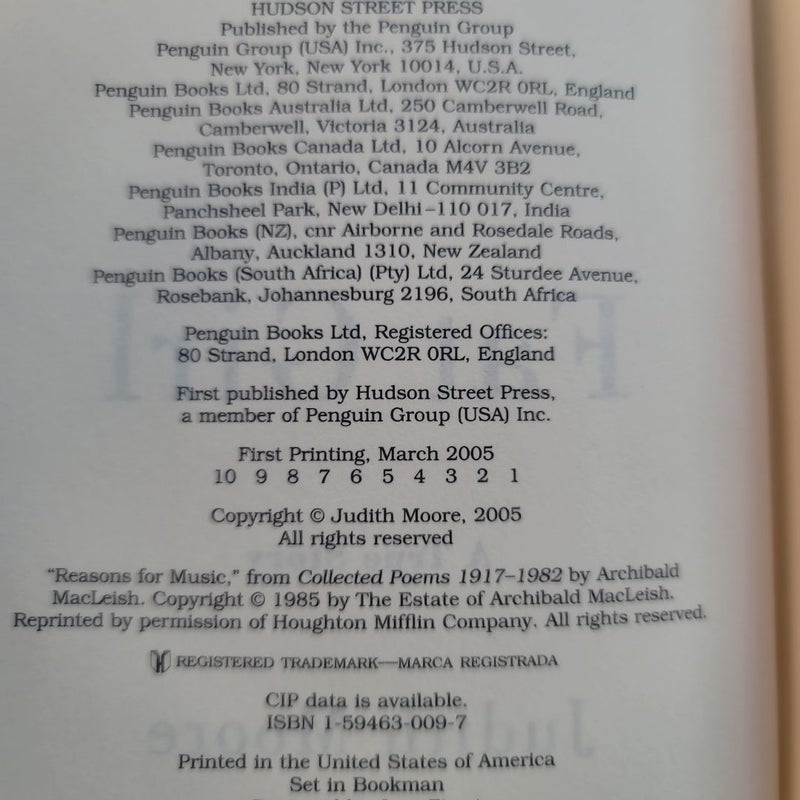 HUDSON STREET PRESS
Published by the Penguin Group
Penguin Group (USA) Inc., 375 Hudson Street,
New York, New York 10014, U.S.A.
Penguin Books Ltd, 80 Strand, London WC2R 0RL, England
Penguin Books Australia Ltd, 250 Camberwell Road,
Camberwell, Victoria 3124, Australia
Penguin Books Canada Ltd, 10 Alcorn Avenue,
Toronto, Ontario, Canada M4V 3B2
Penguin Books India (P) Ltd, 11 Community Centre,
Panchsheel Park, New Delhi–110 017, India
Penguin Books (NZ), cnr Airborne and Rosedale Roads,
Albany, Auckland 1310, New Zealand
Penguin Books (South Africa) (Pty) Ltd, 24 Sturdee Avenue,
Rosebank, Johannesburg 2196, South Africa
Penguin Books Ltd, Registered Offices:
80 Strand, London WC2R 0RL, England
First published by Hudson Street Press,
a member of Penguin Group (USA) Inc.
First Printing, March 2005
10 9 8 7 6 5 4 3 2 1
Copyright © Judith Moore, 2005
All rights reserved
“Reasons for Music,” from Collected Poems 1917–1982 by Archibald
MacLeish. Copyright © 1985 by The Estate of Archibald MacLeish.
Reprinted by permission of Houghton Mifflin Company. All rights reserved.
REGISTERED TRADEMARK—MARCA REGISTRADA
CIP data is available.
ISBN 1-59463-009-7
Printed in the United States of America
Set in Bookman